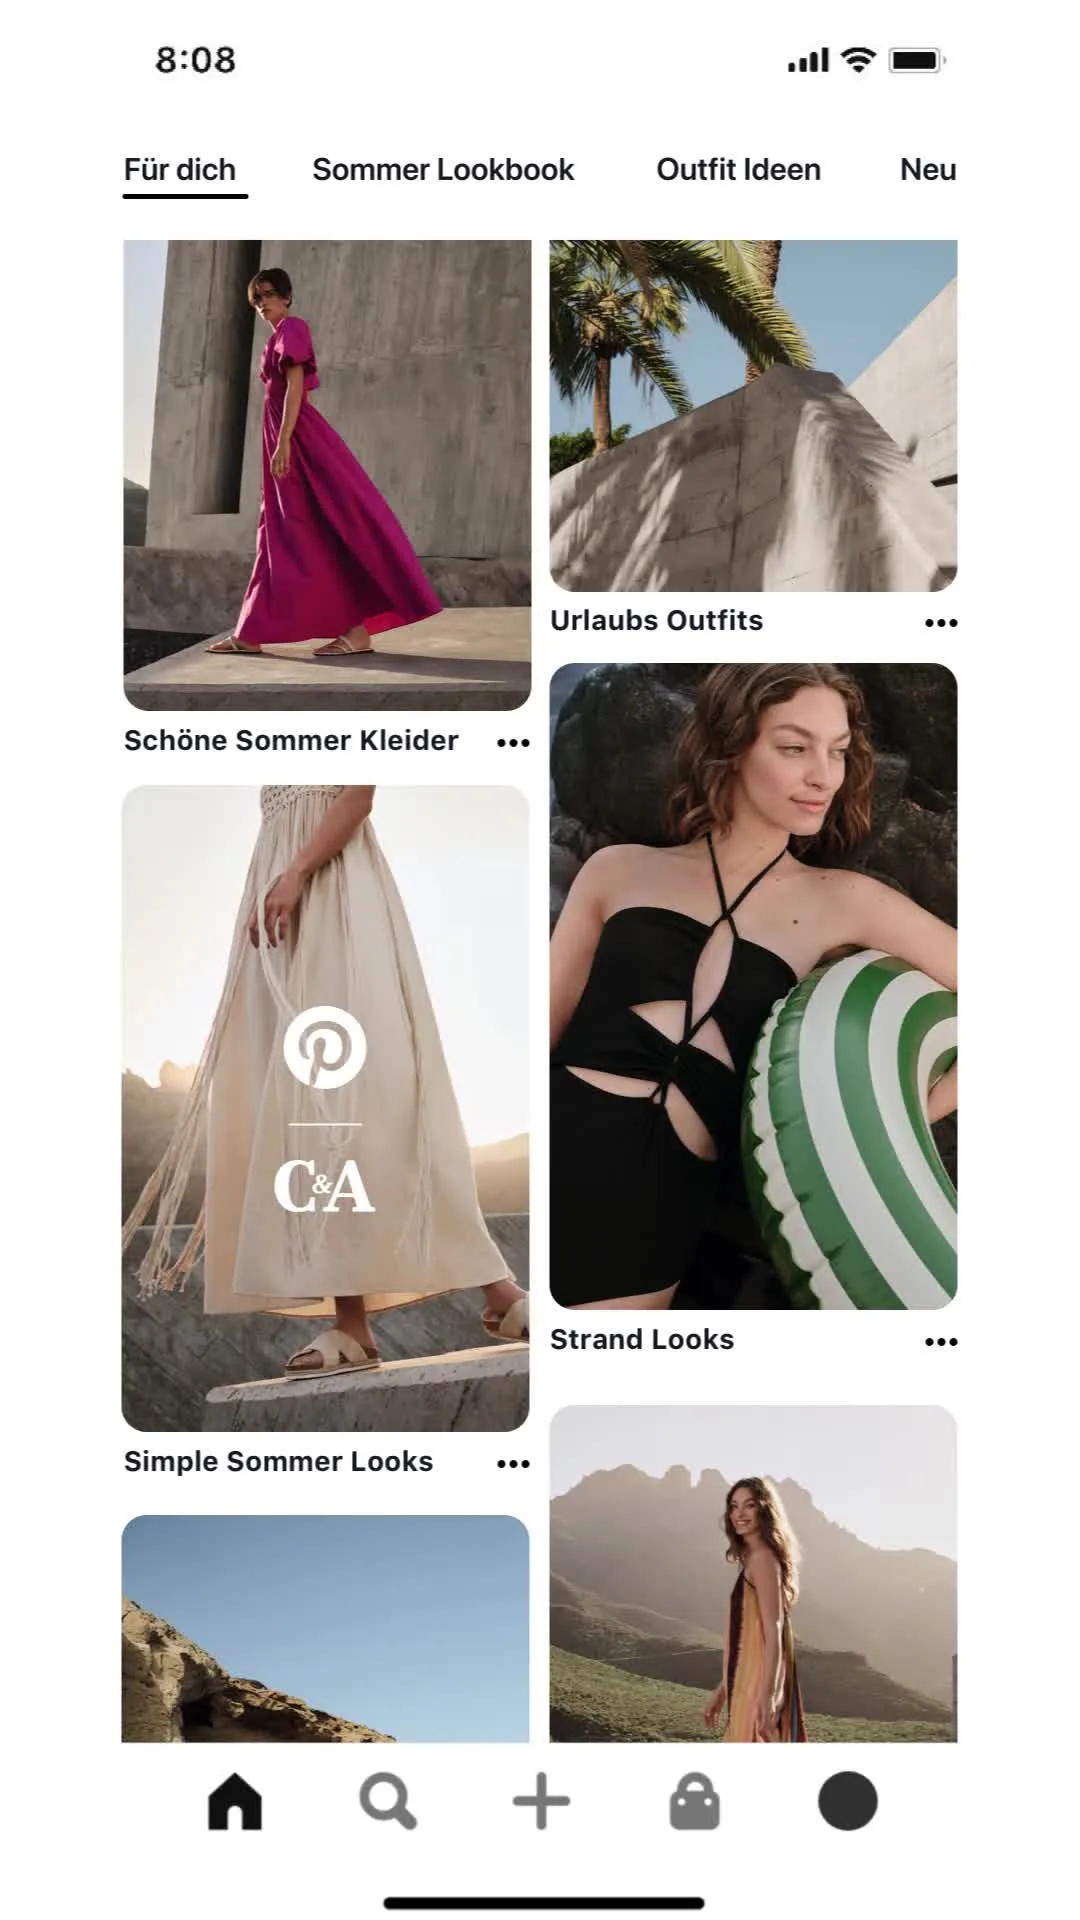 8:08
Für dich
Sommer Lookbook
Outfit Ideen
Neu
Urlaubs Outfits
Schöne Sommer Kleider
C&A
Strand Looks
Simple Sommer Looks